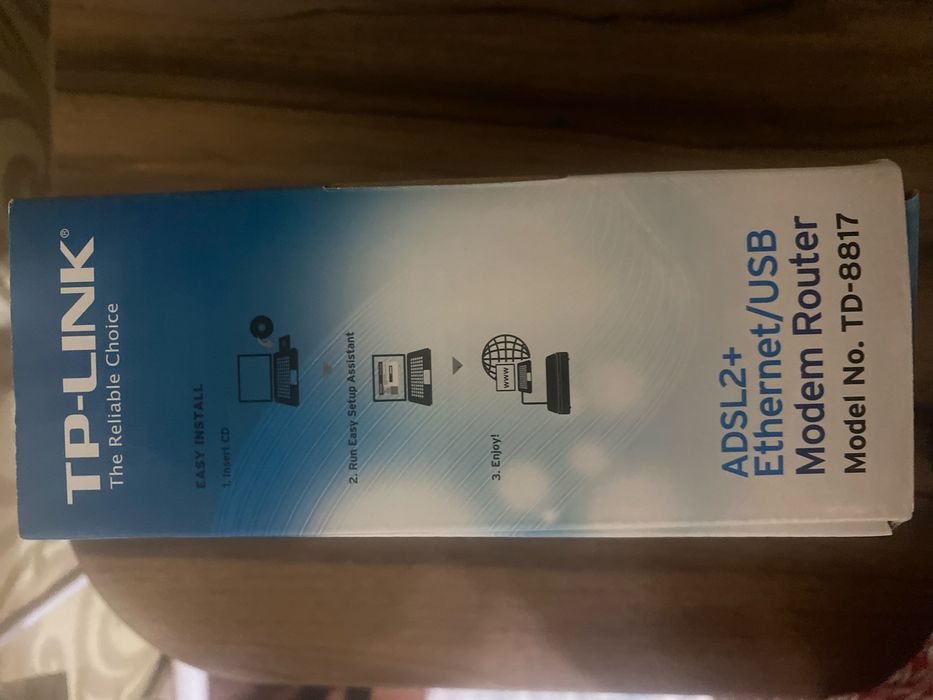 TP-LINK®
The Reliable Choice
EASY INSTALL
1. Insert CD
2. Run Easy Setup Assistant
www
3. Enjoy!
ADSL2+
Ethernet/USB
Modem Router
Model No. TD-8817